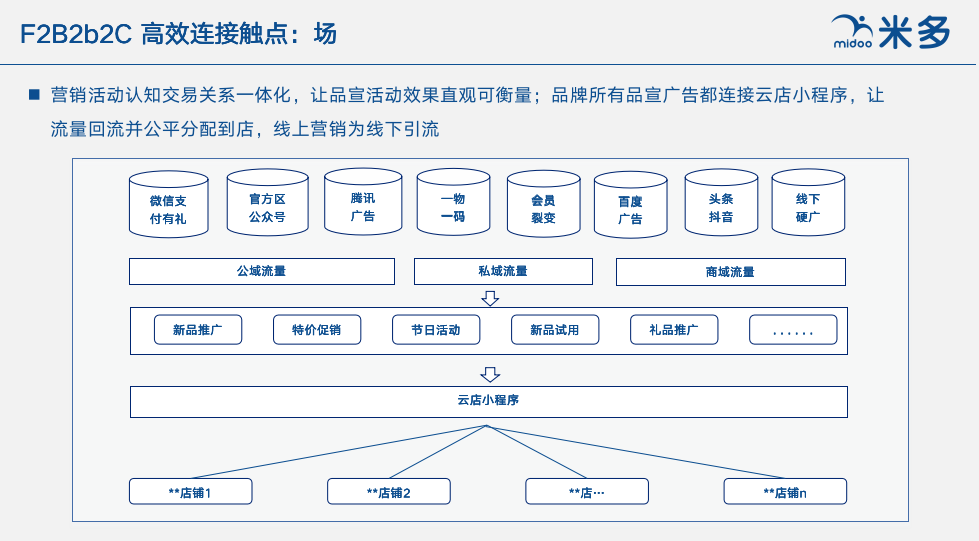 F2B2b2C 高效连接触点：场
midoo 米多
■ 营销活动认知交易关系一体化，让品宣活动效果直观可衡量；品牌所有品宣广告都连接云店小程序，让
流量回流并公平分配到店，线上营销为线下引流
微信支
付有礼
官方区
公众号
腾讯
广告
一物
一码
会员
裂变
百度
广告
头条
抖音
线下
硬广
公域流量
私域流量
商域流量
新品推广
特价促销
节日活动
新品试用
礼品推广
......
云店小程序
**店铺1
**店铺2
**店…
**店铺n